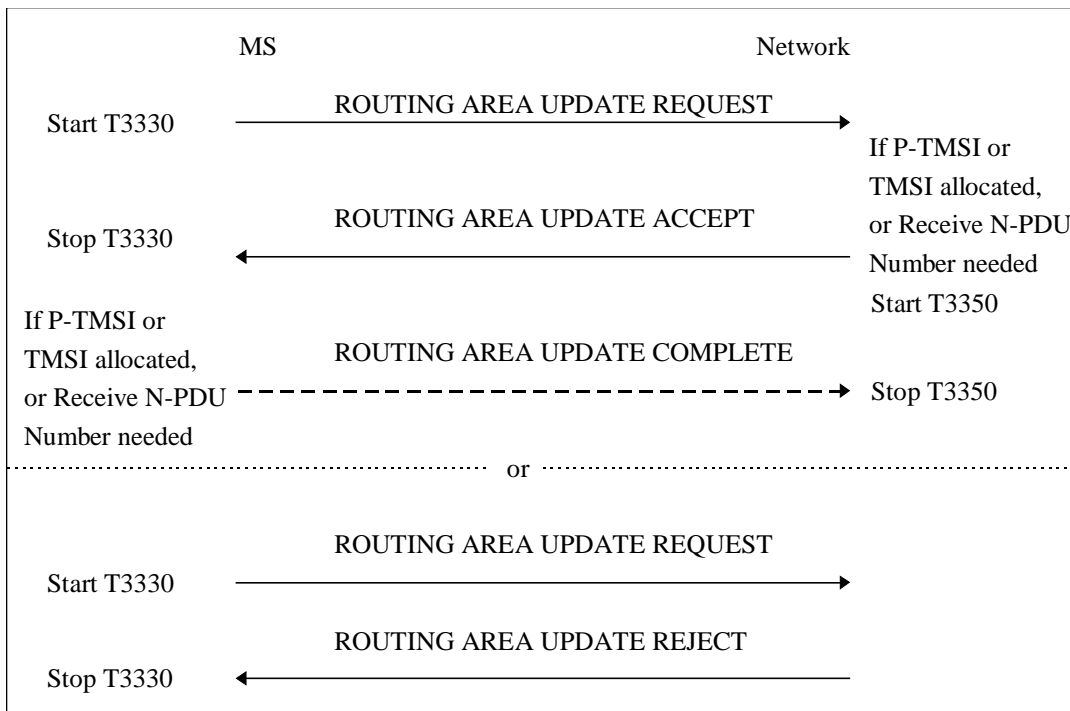 MS Network
ROUTING AREA UPDATE REQUEST
Start T3330
If P-TMSI or
TMSI allocated,
or Receive N-PDU
Number needed
Start T3350
ROUTING AREA UPDATE ACCEPT
Stop T3330
If P-TMSI or
TMSI allocated,
or Receive N-PDU
Number needed
ROUTING AREA UPDATE COMPLETE
Stop T3350
or
ROUTING AREA UPDATE REQUEST
Start T3330
ROUTING AREA UPDATE REJECT
Stop T3330